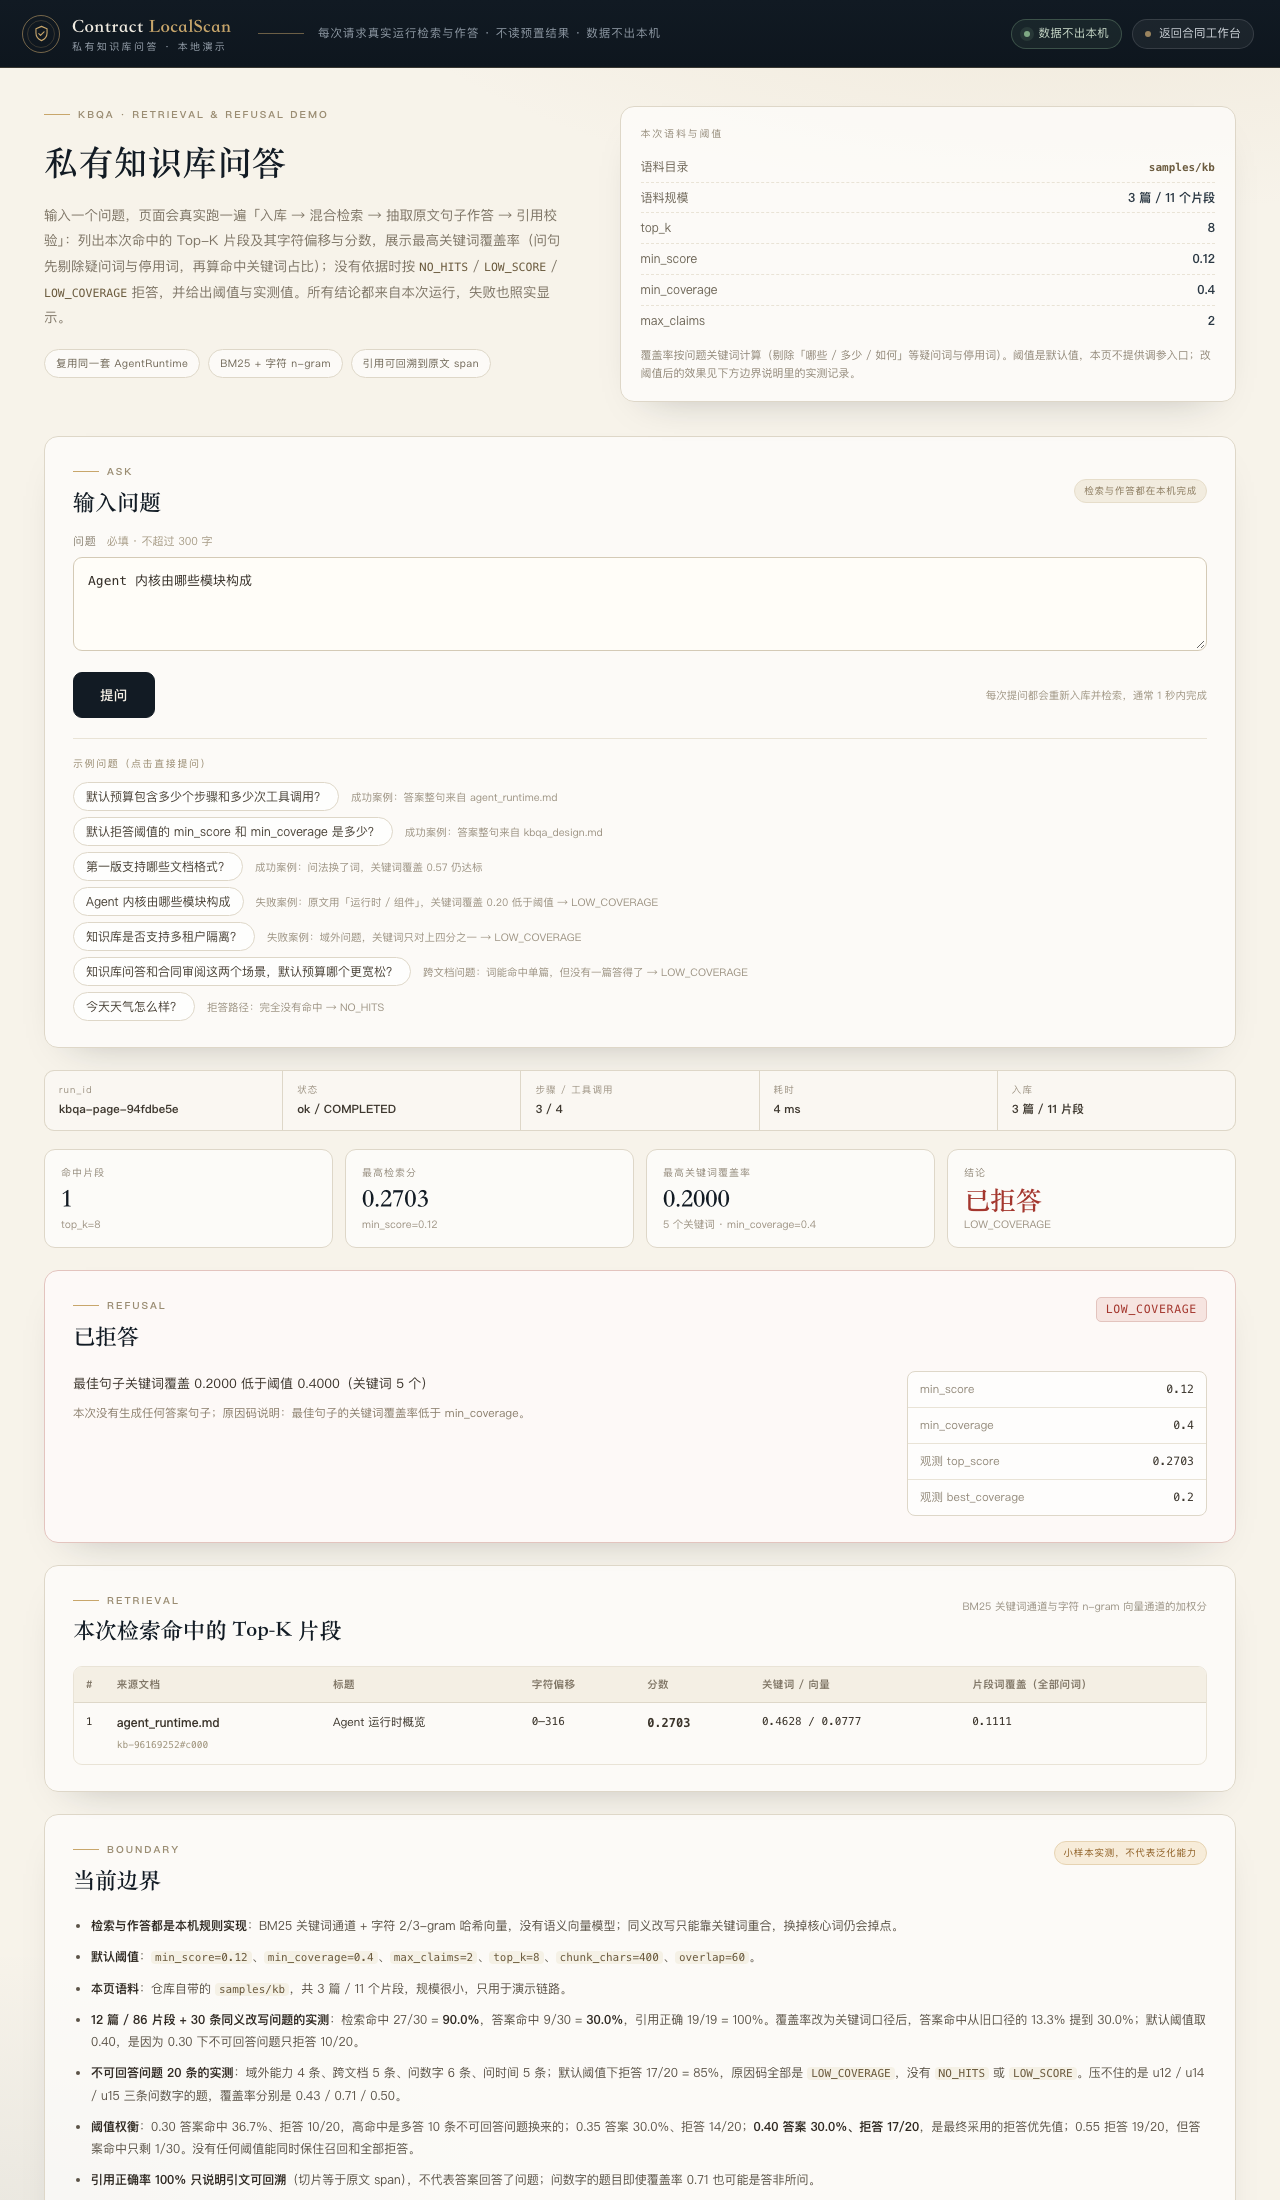 Contract LocalScan
私有知识库问答 · 本地演示
每次请求真实运行检索与作答 · 不读预置结果 · 数据不出本机
数据不出本机
返回合同工作台
KBQA · RETRIEVAL & REFUSAL DEMO
私有知识库问答
输入一个问题，页面会真实跑一遍「入库 → 混合检索 → 抽取原文句子作答 → 引用校
验」：列出本次命中的 Top-K 片段及其字符偏移与分数，展示最高关键词覆盖率（问句
先剔除疑问词与停用词，再算命中关键词占比）；没有依据时按 NO_HITS / LOW_SCORE /
LOW_COVERAGE 拒答，并给出阈值与实测值。所有结论都来自本次运行，失败也照实显
示。
复用同一套 AgentRuntime
BM25 + 字符 n-gram
引用可回溯到原文 span
本次语料与阈值
语料目录
samples/kb
语料规模
3 篇 / 11 个片段
top_k
8
min_score
0.12
min_coverage
0.4
max_claims
2
覆盖率按问题关键词计算（剔除「哪些 / 多少 / 如何」等疑问词与停用词）。阈值是默认值，本页不提供调参入口；改
阈值后的效果见下方边界说明里的实测记录。
ASK
输入问题
检索与作答都在本机完成
问题 必填 · 不超过 300 字
Agent 内核由哪些模块构成
提问
每次提问都会重新入库并检索，通常 1 秒内完成
示例问题（点击直接提问）
默认预算包含多少个步骤和多少次工具调用？
成功案例：答案整句来自 agent_runtime.md
默认拒答阈值的 min_score 和 min_coverage 是多少？
成功案例：答案整句来自 kbqa_design.md
第一版支持哪些文档格式？
成功案例：问法换了词，关键词覆盖 0.57 仍达标
Agent 内核由哪些模块构成
失败案例：原文用「运行时 / 组件」，关键词覆盖 0.20 低于阈值 → LOW_COVERAGE
知识库是否支持多租户隔离？
失败案例：域外问题，关键词只对上四分之一 → LOW_COVERAGE
知识库问答和合同审阅这两个场景，默认预算哪个更宽松？
跨文档问题：词能命中单篇，但没有一篇答得了 → LOW_COVERAGE
今天天气怎么样？
拒答路径：完全没有命中 → NO_HITS
run_id
kbqa-page-94fdbe5e
状态
ok / COMPLETED
步骤 / 工具调用
3 / 4
耗时
4 ms
入库
3 篇 / 11 片段
命中片段
1
top_k=8
最高检索分
0.2703
min_score=0.12
最高关键词覆盖率
0.2000
5 个关键词 · min_coverage=0.4
结论
已拒答
LOW_COVERAGE
REFUSAL
已拒答
LOW_COVERAGE
最佳句子关键词覆盖 0.2000 低于阈值 0.4000（关键词 5 个）
本次没有生成任何答案句子；原因码说明：最佳句子的关键词覆盖率低于 min_coverage。
min_score
0.12
min_coverage
0.4
观测 top_score
0.2703
观测 best_coverage
0.2
RETRIEVAL
本次检索命中的 Top-K 片段
BM25 关键词通道与字符 n-gram 向量通道的加权分
# 来源文档 标题 字符偏移 分数 关键词 / 向量 片段词覆盖（全部问词）
1 agent_runtime.md Agent 运行时概览 0–316 0.2703 0.4628 / 0.0777 0.1111
kb-96169252#c000
BOUNDARY
当前边界
小样本实测，不代表泛化能力
• 检索与作答都是本机规则实现：BM25 关键词通道 + 字符 2/3-gram 哈希向量，没有语义向量模型；同义改写只能靠关键词重合，换掉核心词仍会掉点。
• 默认阈值：min_score=0.12、min_coverage=0.4、max_claims=2、top_k=8、chunk_chars=400、overlap=60。
• 本页语料：仓库自带的 samples/kb，共 3 篇 / 11 个片段，规模很小，只用于演示链路。
• 12 篇 / 86 片段 + 30 条同义改写问题的实测：检索命中 27/30 = 90.0%，答案命中 9/30 = 30.0%，引用正确 19/19 = 100%。覆盖率改为关键词口径后，答案命中从旧口径的 13.3% 提到 30.0%；默认阈值取
0.40，是因为 0.30 下不可回答问题只拒答 10/20。
• 不可回答问题 20 条的实测：域外能力 4 条、跨文档 5 条、问数字 6 条、问时间 5 条；默认阈值下拒答 17/20 = 85%，原因码全部是 LOW_COVERAGE，没有 NO_HITS 或 LOW_SCORE。压不住的是 u12 / u14
/ u15 三条问数字的题，覆盖率分别是 0.43 / 0.71 / 0.50。
• 阈值权衡：0.30 答案命中 36.7%、拒答 10/20，高命中是多答 10 条不可回答问题换来的；0.35 答案 30.0%、拒答 14/20；0.40 答案 30.0%、拒答 17/20，是最终采用的拒答优先值；0.55 拒答 19/20，但答
案命中只剩 1/30。没有任何阈值能同时保住召回和全部拒答。
• 引用正确率 100% 只说明引文可回溯（切片等于原文 span），不代表答案回答了问题；问数字的题目即使覆盖率 0.71 也可能是答非所问。